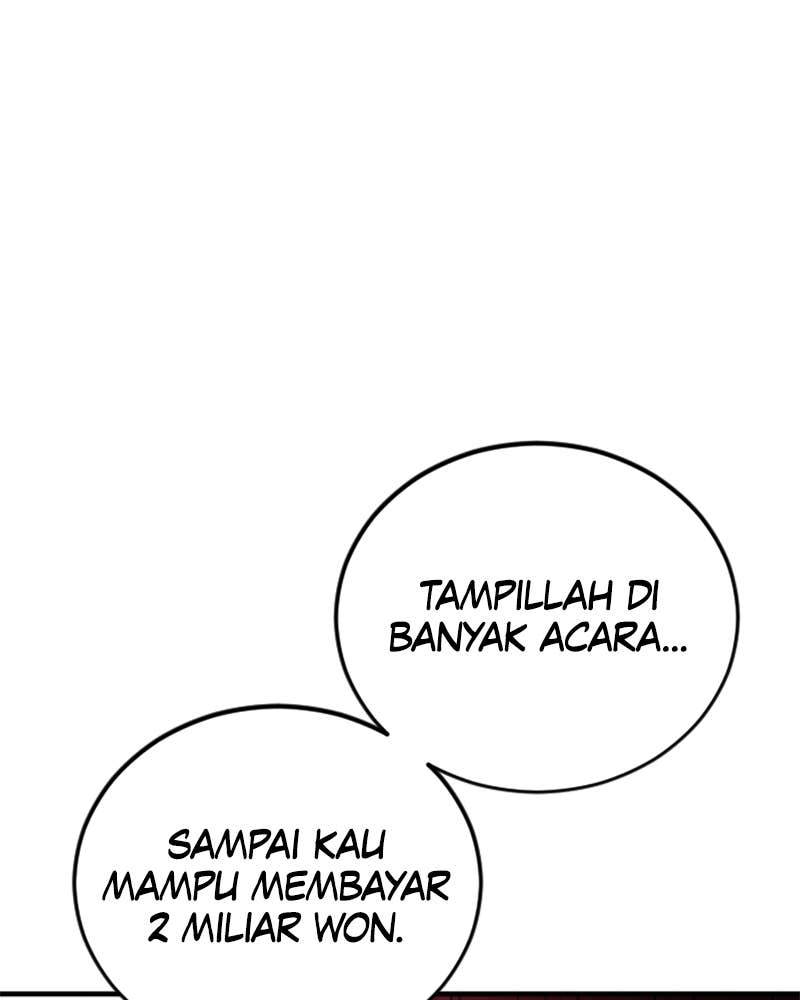 TAMPILLAH DI
BANYAK ACARA...
SAMPAI KAU
MAMPU MEMBAYAR
2 MILIAR WON.